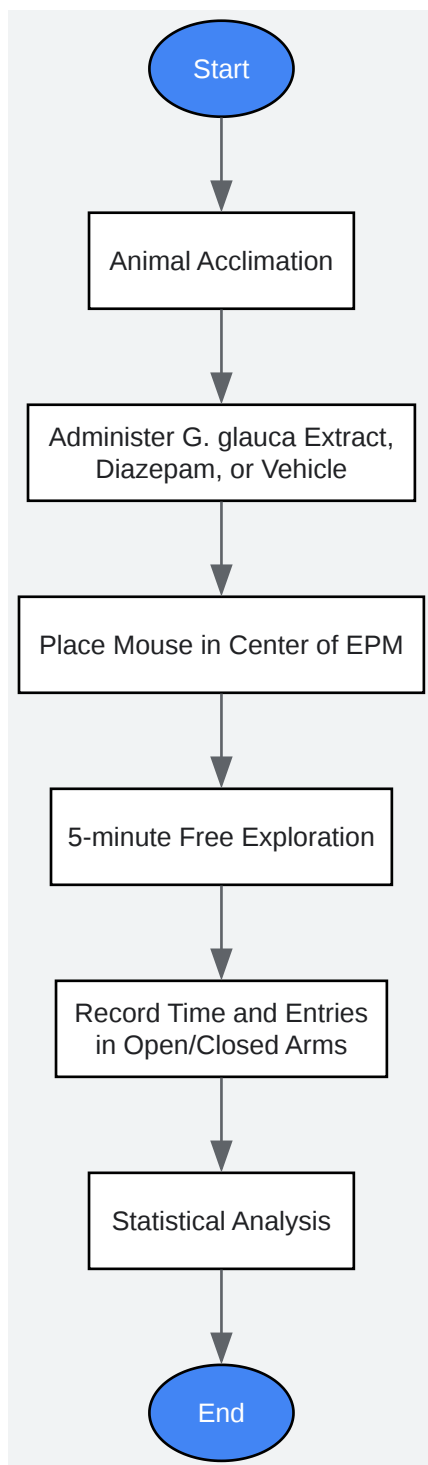 Start
Animal Acclimation
Administer G. glauca Extract,
Diazepam, or Vehicle
Place Mouse in Center of EPM
5-minute Free Exploration
Record Time and Entries
in Open/Closed Arms
Statistical Analysis
End